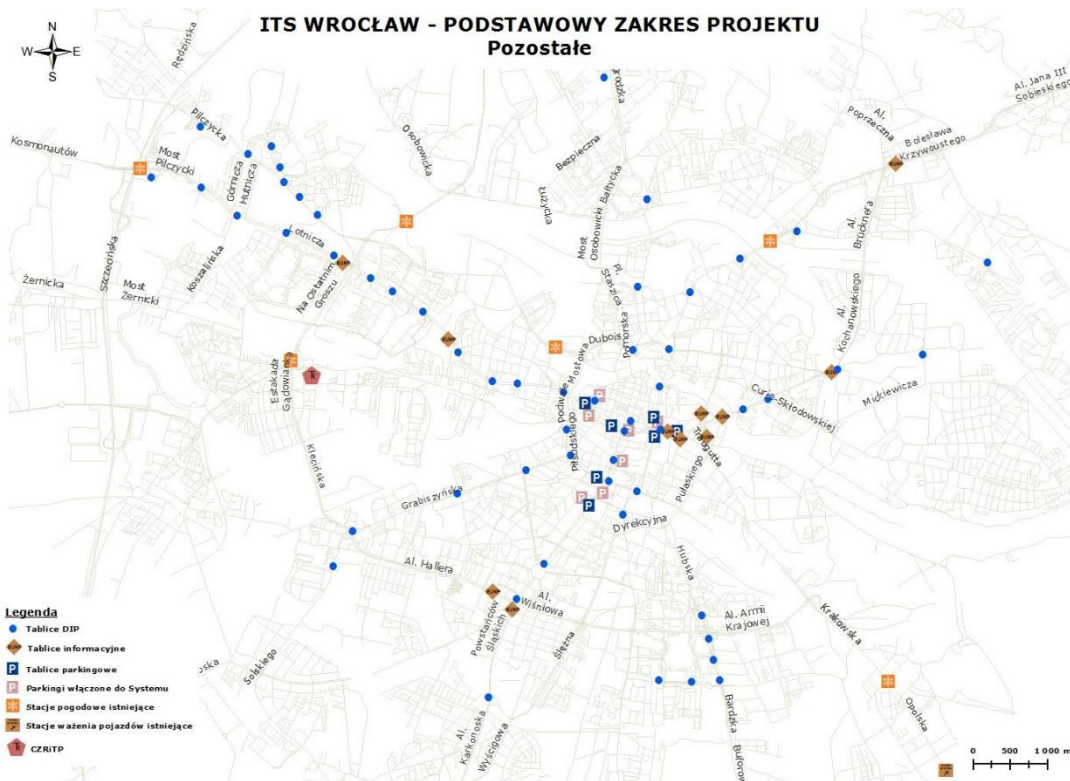 ITS WROCŁAW - PODSTAWOWY ZAKRES PROJEKTU
Pozostałe
N
W
E
S
Rędzińska
Pilczycka
Kosmonautów
Most
Pilczycki
Górnicza
Hutnicza
Osobowicka
Bezpieczna
Łużycka
Bałtycka
Most
Osobowicki
Al. Jana III
Sobieskiego
Al.
Poprzeczna
Bolesława
Krzywoustego
Al.
Brücknera
Lotnicza
Koszalińska
Szczecińska
Na Ostatnim
Groszu
Żernicka
Most
Żernicki
Pl.
Staszica
Pomorska
Dubois
Mostowa
Al.
Kochanowskiego
Mickiewicza
Curie-Skłodowskiej
Estakada
Gądowianka
Podwale
Piłsudskiego
Traugutta
Pułaskiego
Klecińska
Grabiszyńska
Dyrekcyjna
Hubska
Al. Hallera
Al.
Wiśniowa
Powstańców
Śląskich
Ślężna
Al. Armii
Krajowej
Krakowska
Solskiego
Opolska
Bardzka
Al.
Karkonoska
Wyścigowa
Legenda
Tablice DIP
Tablice informacyjne
P Tablice parkingowe
P Parkingi włączone do Systemu
Stacje pogodowe istniejące
Stacje ważenia pojazdów istniejące
CZRiTP
0 500 1 000 m